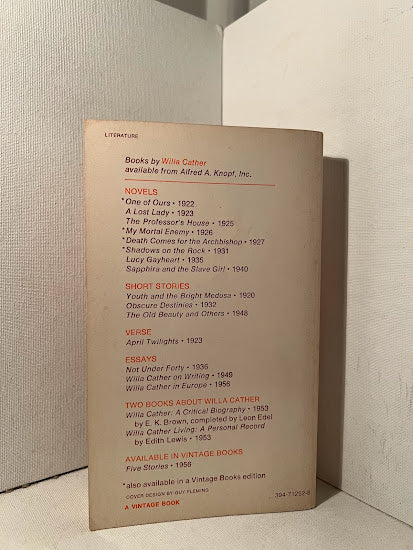 LITERATURE
Books by Willa Cather
available from Alfred A. Knopf, Inc.
NOVELS
*One of Ours • 1922
A Lost Lady • 1923
The Professor's House • 1925
*My Mortal Enemy • 1926
*Death Comes for the Archbishop • 1927
*Shadows on the Rock • 1931
Lucy Gayheart • 1935
Sapphira and the Slave Girl • 1940
SHORT STORIES
Youth and the Bright Medusa • 1920
Obscure Destinies • 1932
The Old Beauty and Others • 1948
VERSE
April Twilights • 1923
ESSAYS
Not Under Forty • 1936
Willa Cather on Writing • 1949
Willa Cather in Europe • 1956
TWO BOOKS ABOUT WILLA CATHER
Willa Cather: A Critical Biography • 1953
by E. K. Brown, completed by Leon Edel
Willa Cather Living: A Personal Record
by Edith Lewis • 1953
AVAILABLE IN VINTAGE BOOKS
Five Stories • 1956
*also available in a Vintage Books edition
COVER DESIGN BY GUY FLEMING
394-71252-8
A VINTAGE BOOK